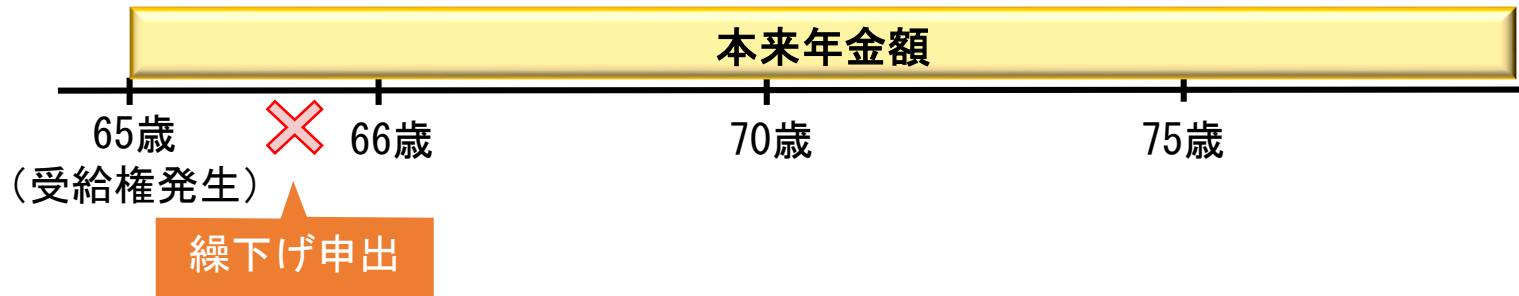 本来年金額
65歳
66歳
70歳
75歳
(受給権発生)
繰下げ申出